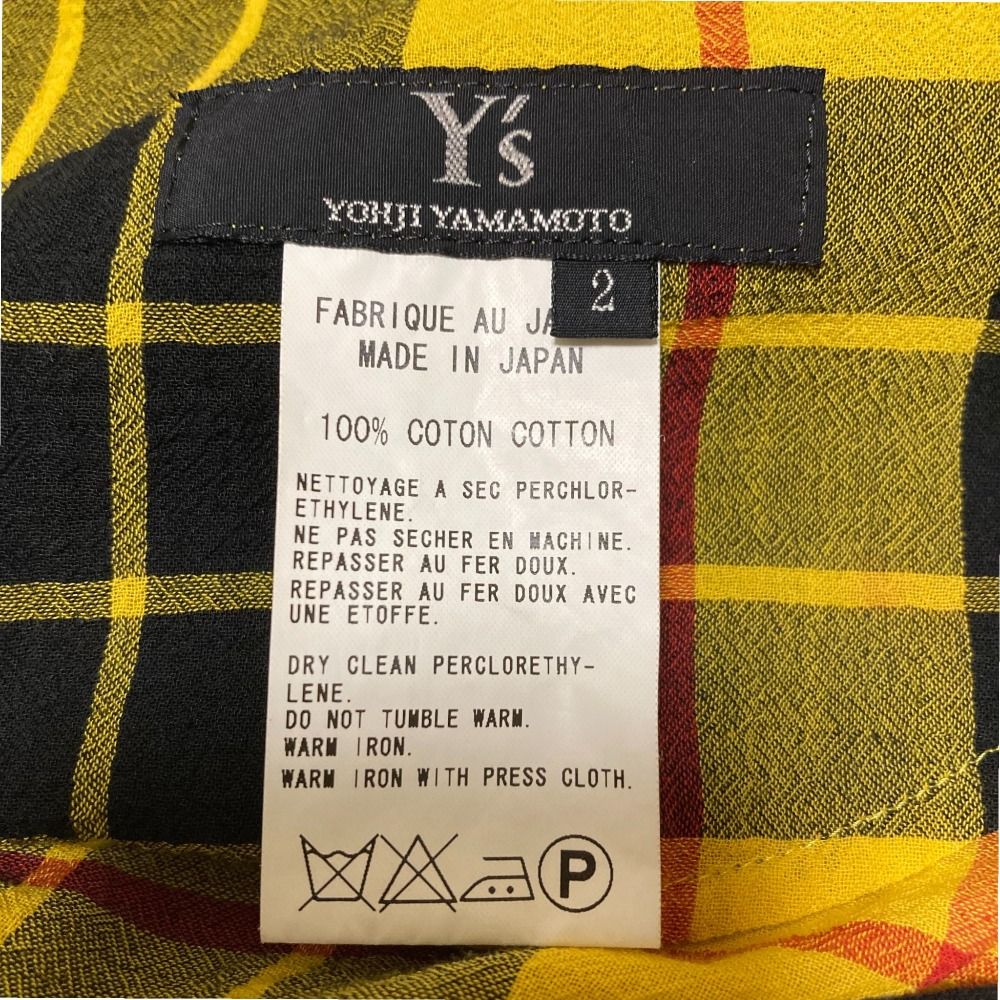 Y's
YOHJI YAMAMOTO
2
FABRIQUE AU
MADE IN JAPAN
100% COTON COTTON
NETTOYAGE A SEC PERCHLOR-
ETHYLENE.
NE PAS SECHER EN MACHINE.
REPASSER AU FER DOUX.
REPASSER AU FER DOUX AVEC
UNE ETOFFE.
DRY CLEAN PERCLORETHY-
LENE.
DO NOT TUMBLE WARM.
WARM IRON.
WARM IRON WITH PRESS CLOTH.
P